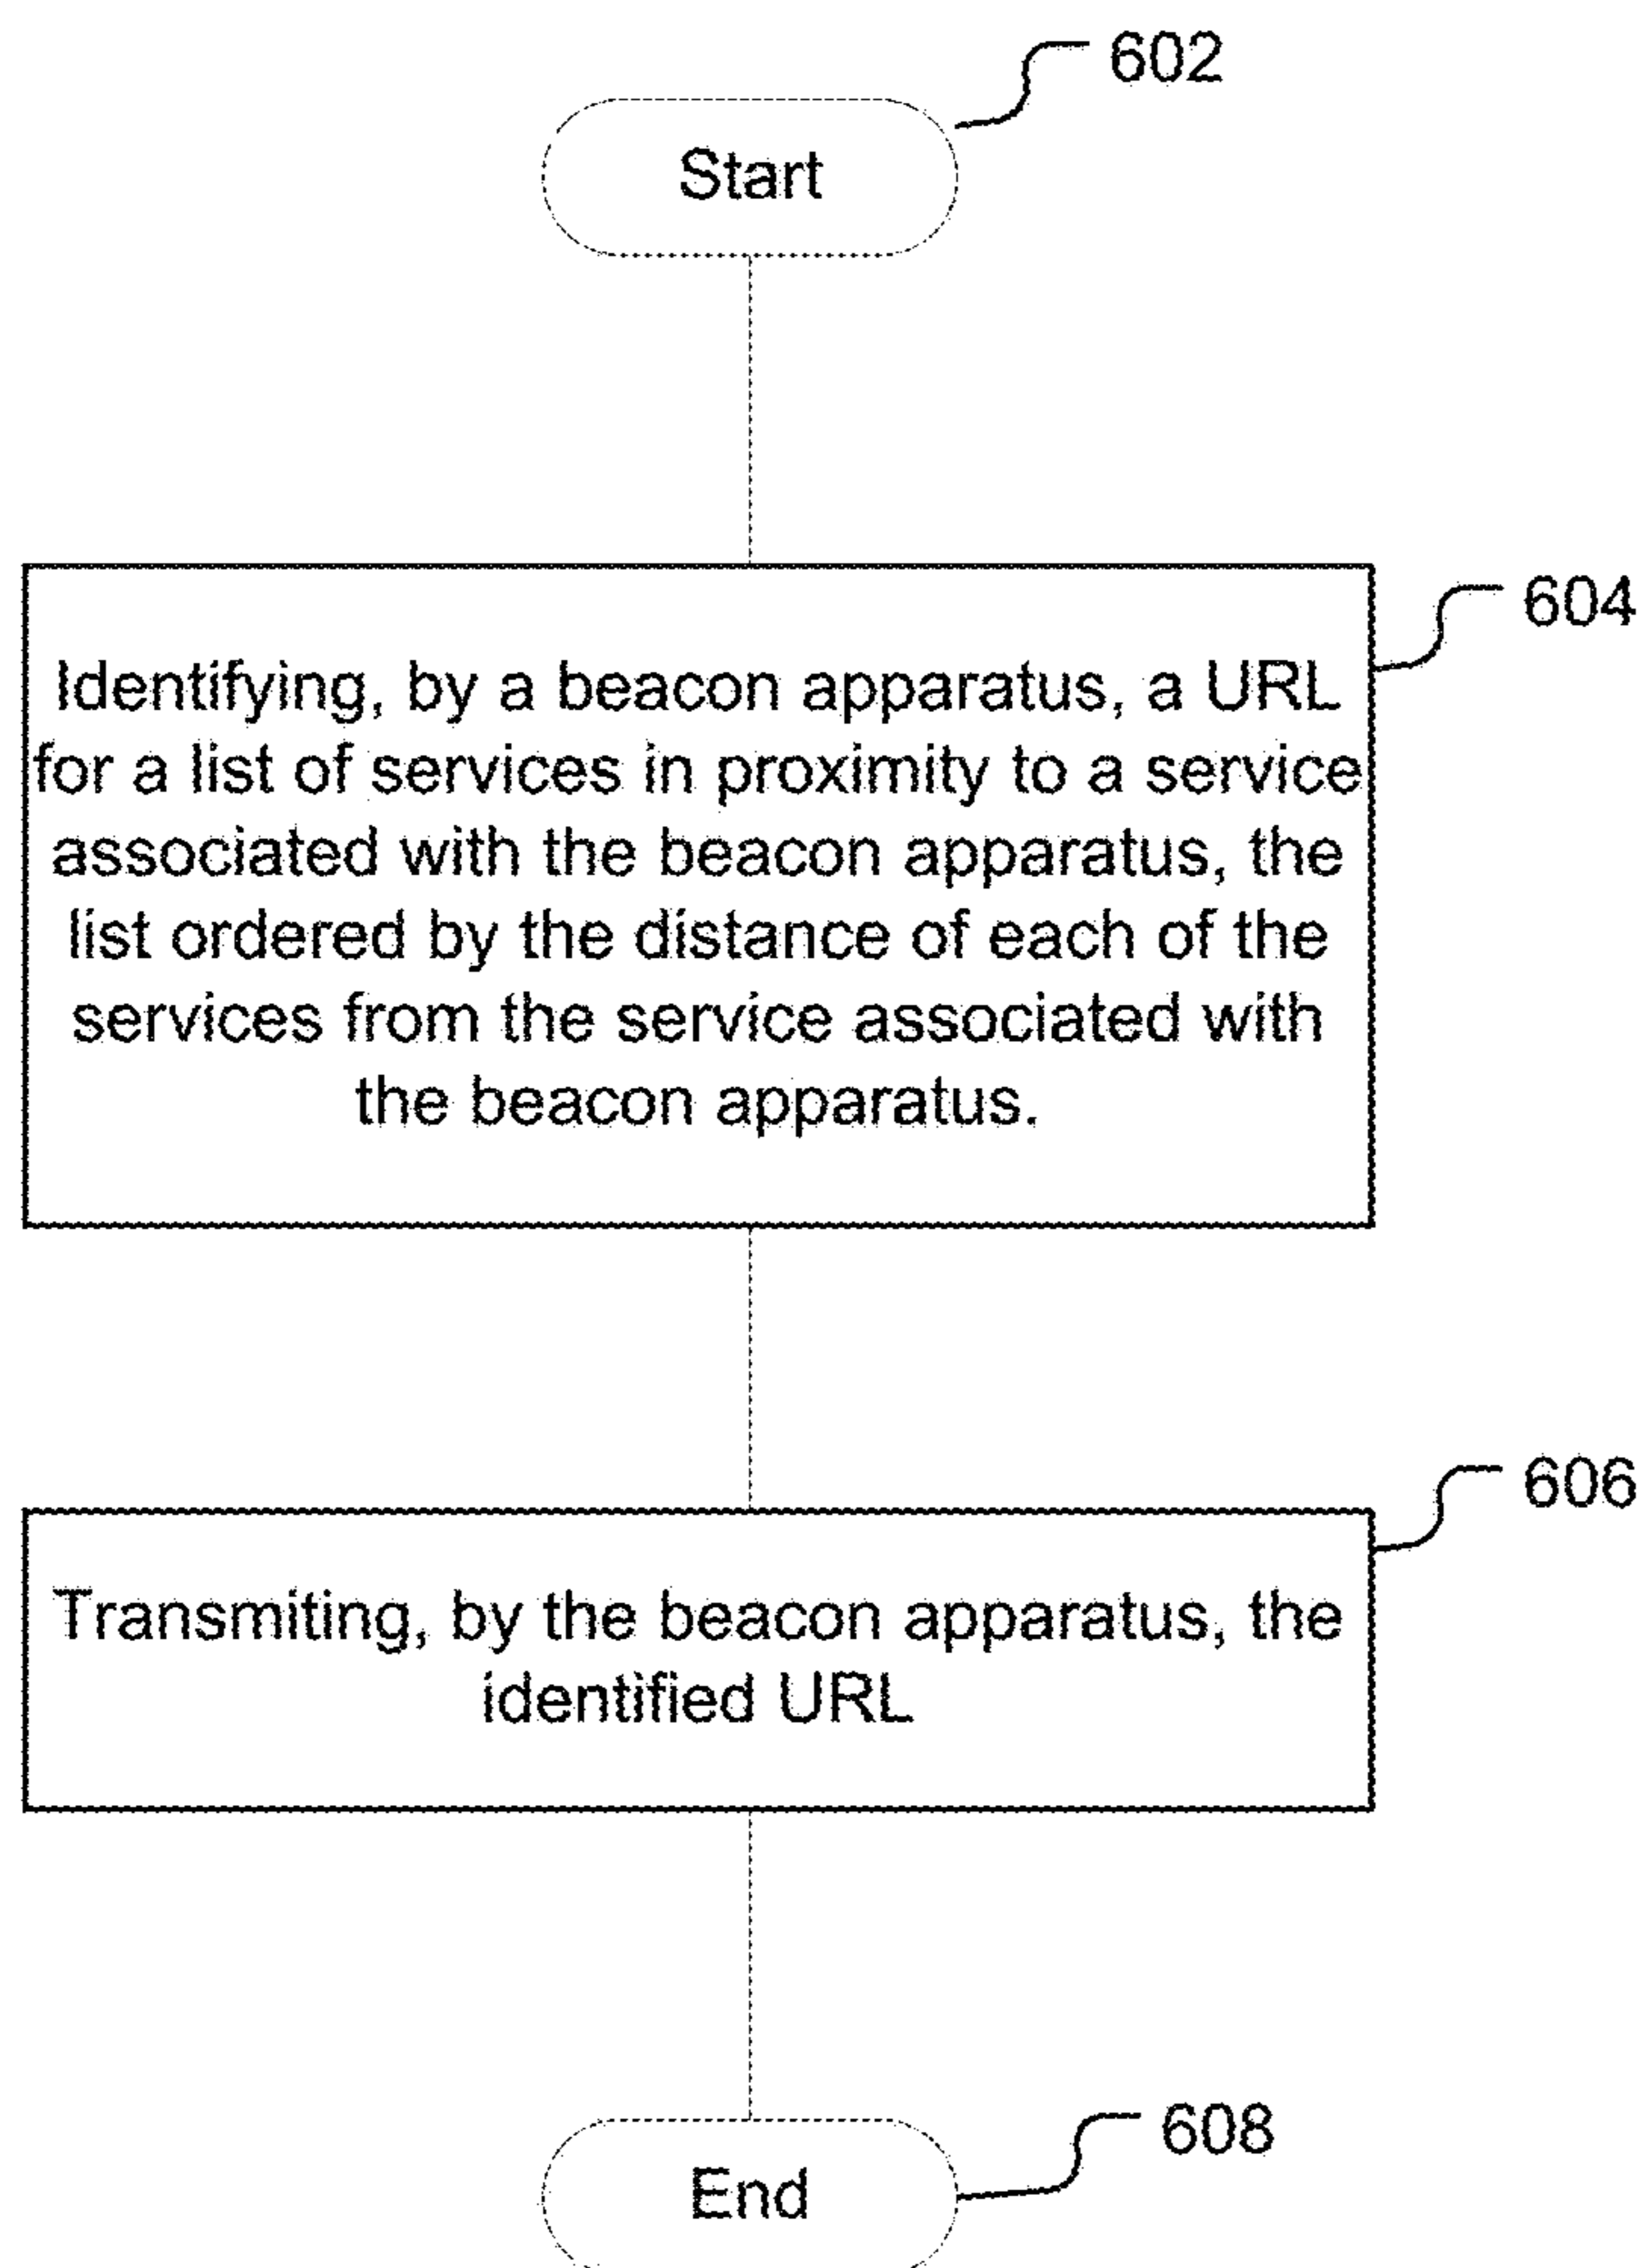 602
Start
604
Identifying, by a beacon apparatus, a URL
for a list of services in proximity to a service
associated with the beacon apparatus, the
list ordered by the distance of each of the
services from the service associated with
the beacon apparatus.
606
Transmiting, by the beacon apparatus, the
identified URL
608
End